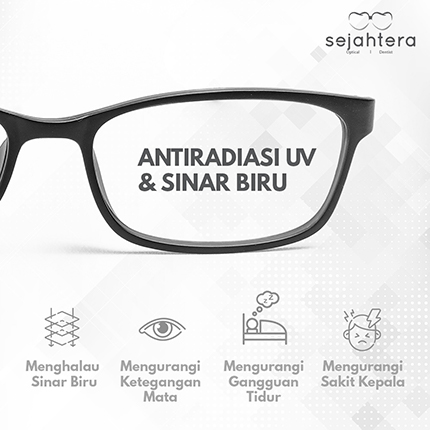 sejahtera
ANTIRADIASI UV
& SINAR BIRU
Menghalau
Sinar Biru
Mengurangi
Ketegangan
Mata
Mengurangi
Gangguan
Tidur
Mengurangi
Sakit Kepala